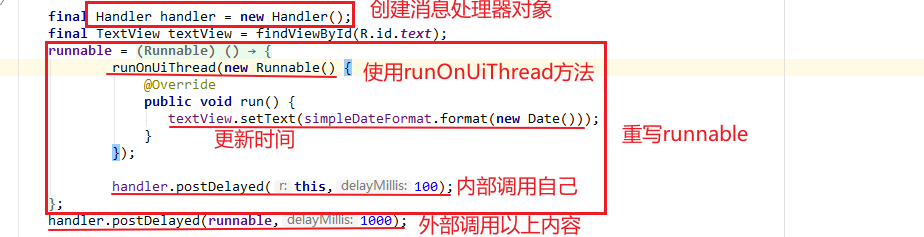 final Handler handler = new Handler(); 创建消息处理器对象
final TextView textView = findViewById(R.id.text);
runnable = (Runnable) () → {
runOnUiThread(new Runnable() { 使用runOnUiThread方法
@Override
public void run() {
textView.setText(simpleDateFormat.format(new Date()));
} 更新时间 重写runnable
});
handler.postDelayed( r: this, delayMillis: 100); 内部调用自己
};
handler.postDelayed(runnable, delayMillis: 1000); 外部调用以上内容